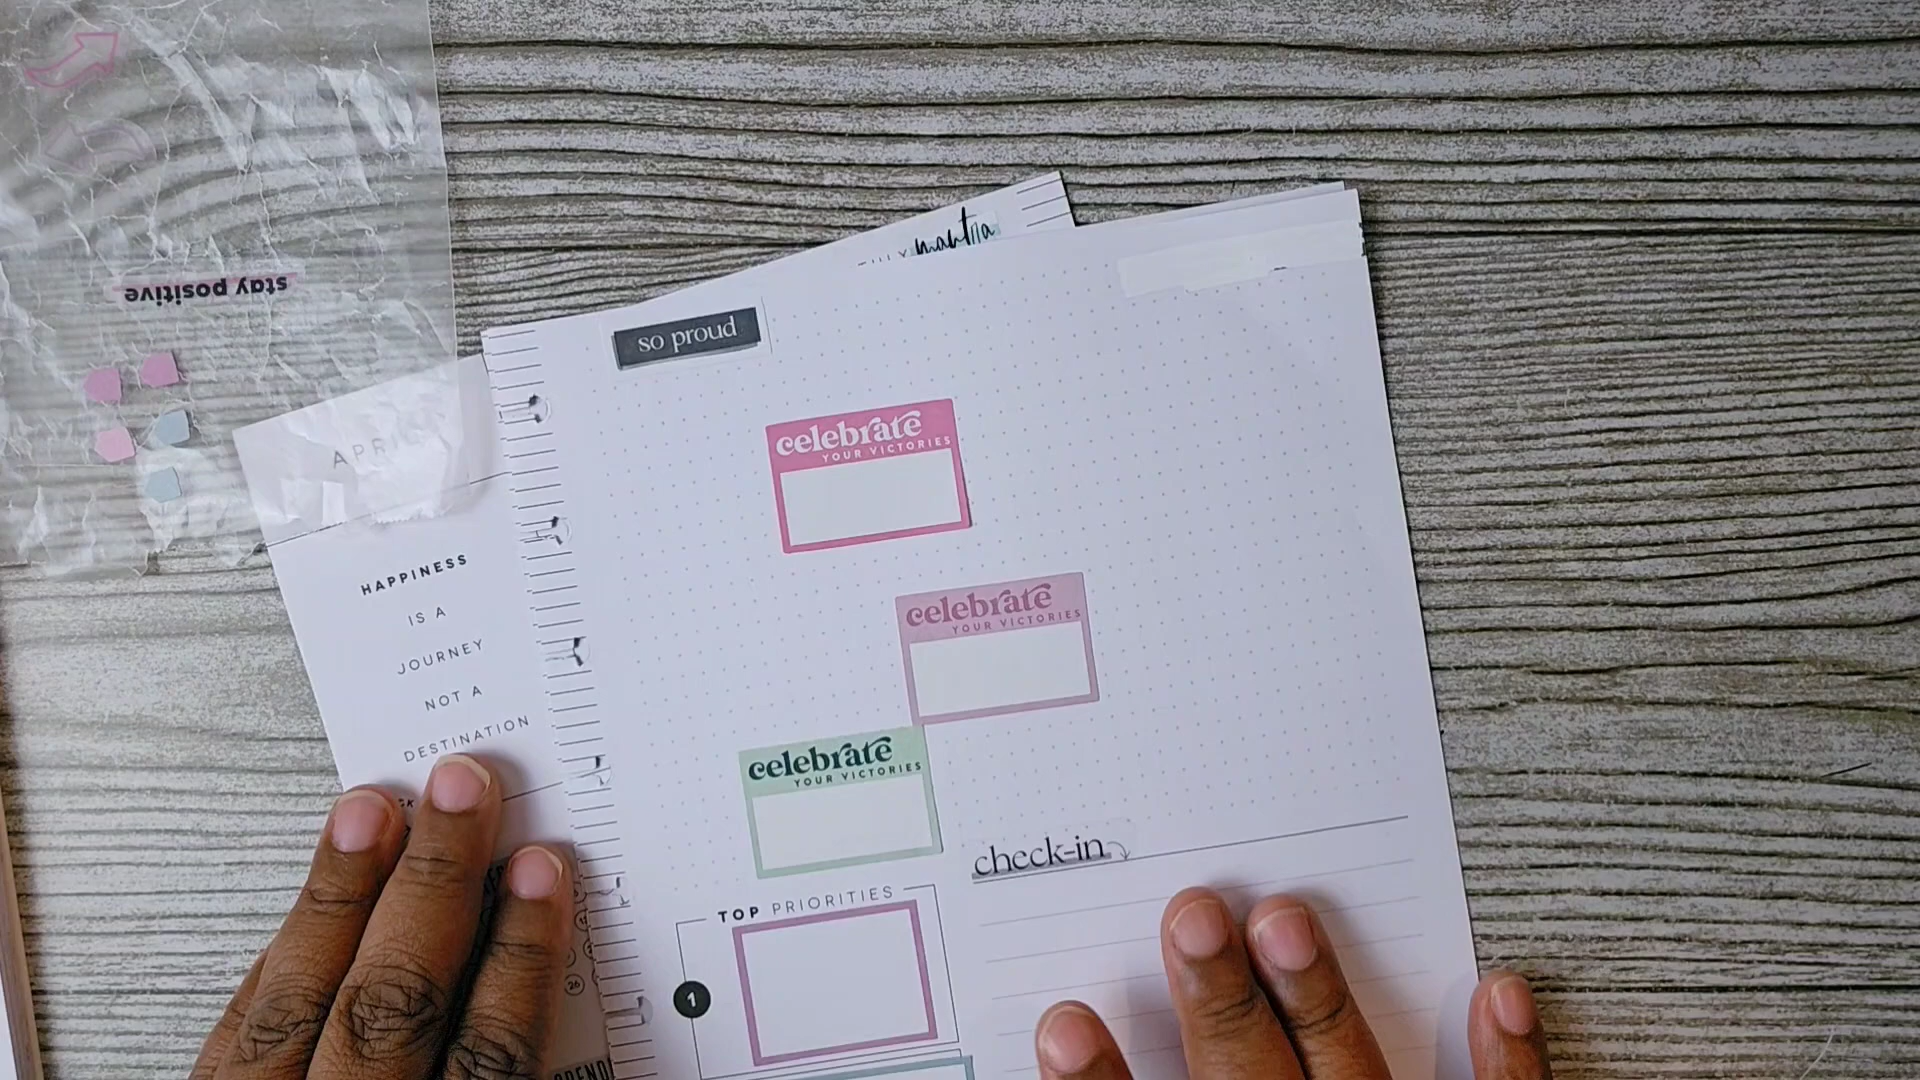 stay positive
mantra
so proud
APRIL
celebrate
YOUR VICTORIES
HAPPINESS
IS A
JOURNEY
NOT A
DESTINATION
celebrate
YOUR VICTORIES
celebrate
YOUR VICTORIES
check-in
TOP PRIORITIES
1
26